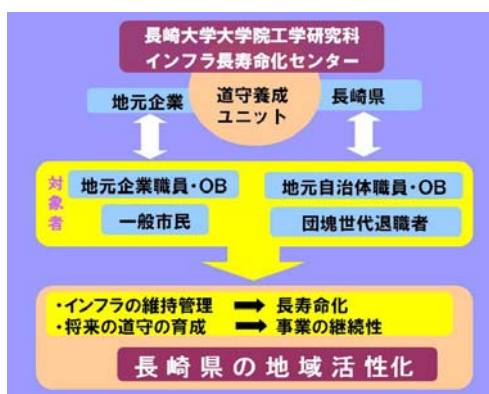 長崎大学大学院工学研究科
インフラ長寿命化センター
地元企業
道守養成
ユニット
長崎県
対象者
地元企業職員・OB
地元自治体職員・OB
一般市民
団塊世代退職者
・インフラの維持管理 ➡ 長寿命化
・将来の道守の育成 ➡ 事業の継続性
長崎県の地域活性化